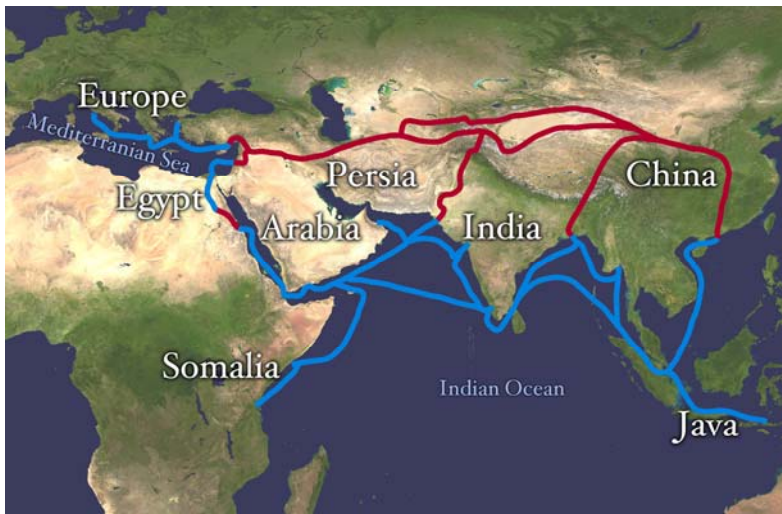 Europe
Mediterranean Sea
Egypt
Arabia
Persia
India
China
Somalia
Indian Ocean
Java